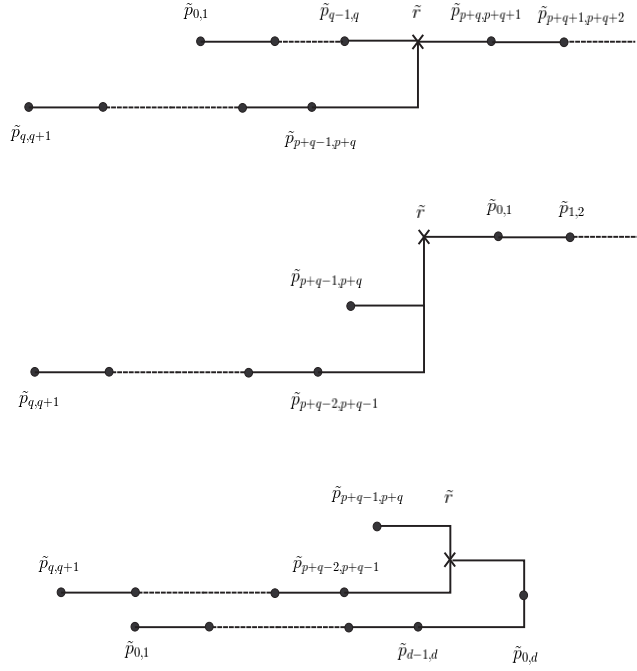 p̃0,1 p̃q−1,q r̃ p̃p+q,p+q+1 p̃p+q+1,p+q+2
p̃q,q+1 p̃p+q−1,p+q
r̃ p̃0,1 p̃1,2
p̃p+q−1,p+q
p̃q,q+1 p̃p+q−2,p+q−1
p̃p+q−1,p+q r̃
p̃q,q+1 p̃p+q−2,p+q−1
p̃0,1 p̃d−1,d p̃0,d